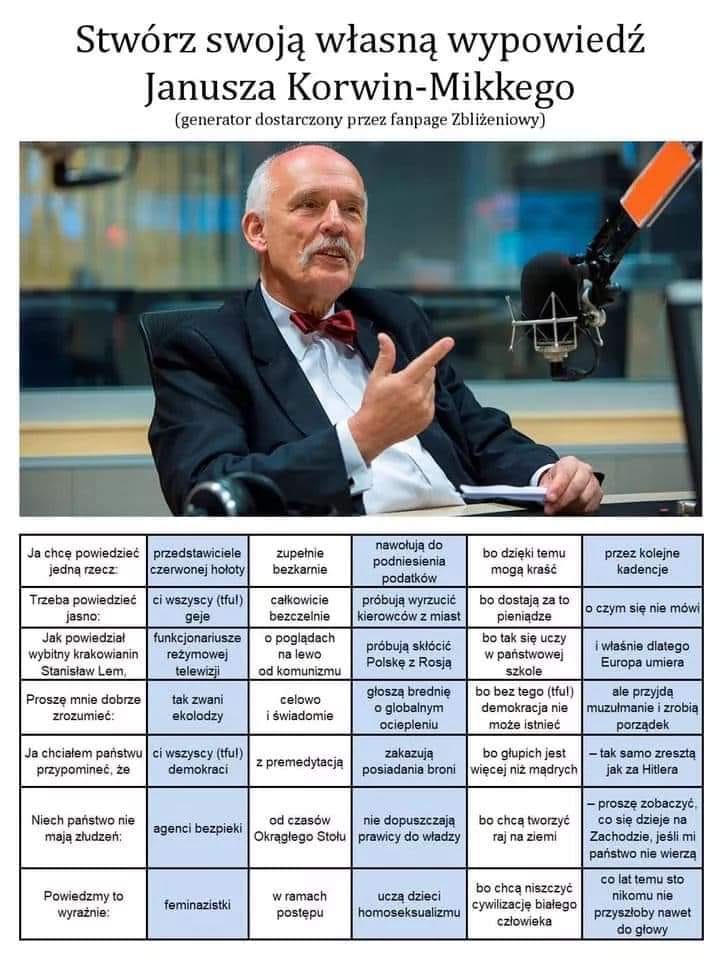 Stwórz swoją własną wypowiedź
Janusza Korwin-Mikkego
(generator dostarczony przez fanpage Zbliżeniowy)
Ja chcę powiedzieć
jedną rzecz:
przedstawiciele
czerwonej hołoty
zupełnie
bezkarnie
nawołują do
podniesienia
podatków
bo dzięki temu
mogą kraść
przez kolejne
kadencje
Trzeba powiedzieć
jasno:
ci wszyscy (tfu!)
geje
całkowicie
bezczelnie
próbują wyrzucić
kierowców z miast
bo dostają za to
pieniądze
o czym się nie mówi
Jak powiedział
wybitny krakowianin
Stanisław Lem,
funkcjonariusze
reżymowej
telewizji
o poglądach
na lewo
od komunizmu
próbują skłócić
Polskę z Rosją
bo tak się uczy
w państwowej
szkole
i właśnie dlatego
Europa umiera
Proszę mnie dobrze
zrozumieć:
tak zwani
ekolodzy
celowo
i świadomie
głoszą brednię
o globalnym
ociepleniu
bo bez tego (tfu!)
demokracja nie
może istnieć
ale przyjdą
muzułmanie i zrobią
porządek
Ja chciałem państwu
przypomineć, że
ci wszyscy (tfu!)
demokraci
z premedytacją
zakazują
posiadania broni
bo głupich jest
więcej niż mądrych
– tak samo zresztą
jak za Hitlera
Niech państwo nie
mają złudzeń:
agenci bezpieki
od czasów
Okrągłego Stołu
nie dopuszczają
prawicy do władzy
bo chcą tworzyć
raj na ziemi
– proszę zobaczyć,
co się dzieje na
Zachodzie, jeśli mi
państwo nie wierzą
Powiedzmy to
wyraźnie:
feminazistki
w ramach
postępu
uczą dzieci
homoseksualizmu
bo chcą niszczyć
cywilizację białego
człowieka
co lat temu sto
nikomu nie
przyszłoby nawet
do głowy